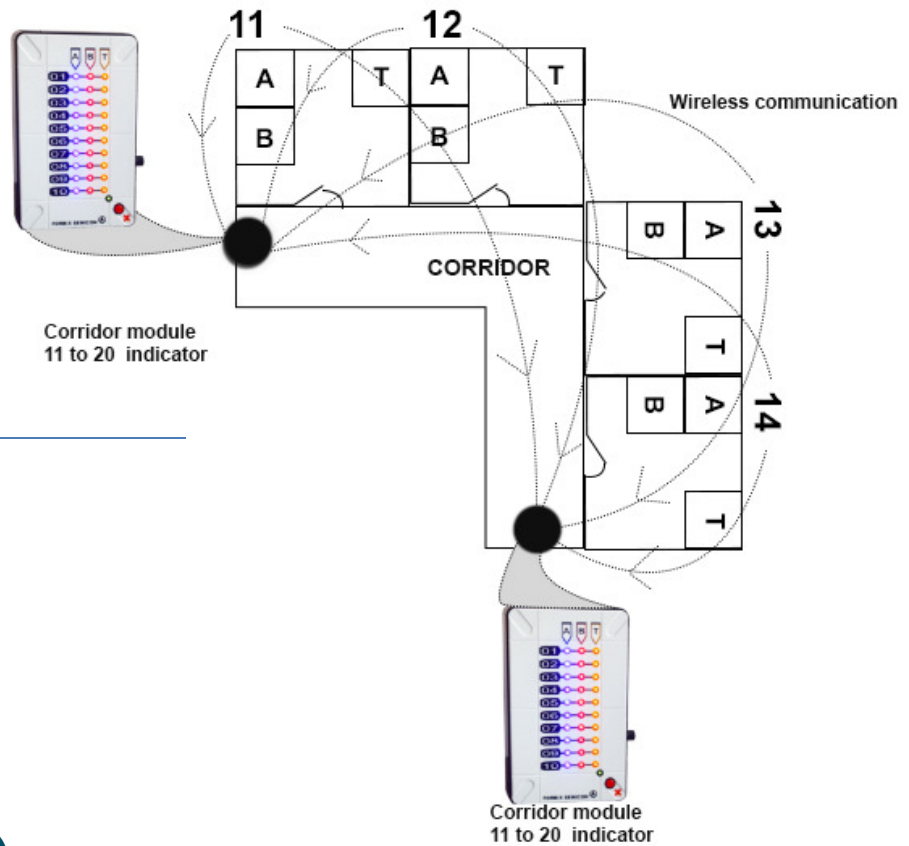 11
12
A
B
T
01
02
03
04
05
06
07
08
09
10
A
B
T
A
B
T
Wireless communication
13
B
A
T
CORRIDOR
Corridor module
11 to 20 indicator
14
B
A
T
A
B
T
01
02
03
04
05
06
07
08
09
10
Corridor module
11 to 20 indicator